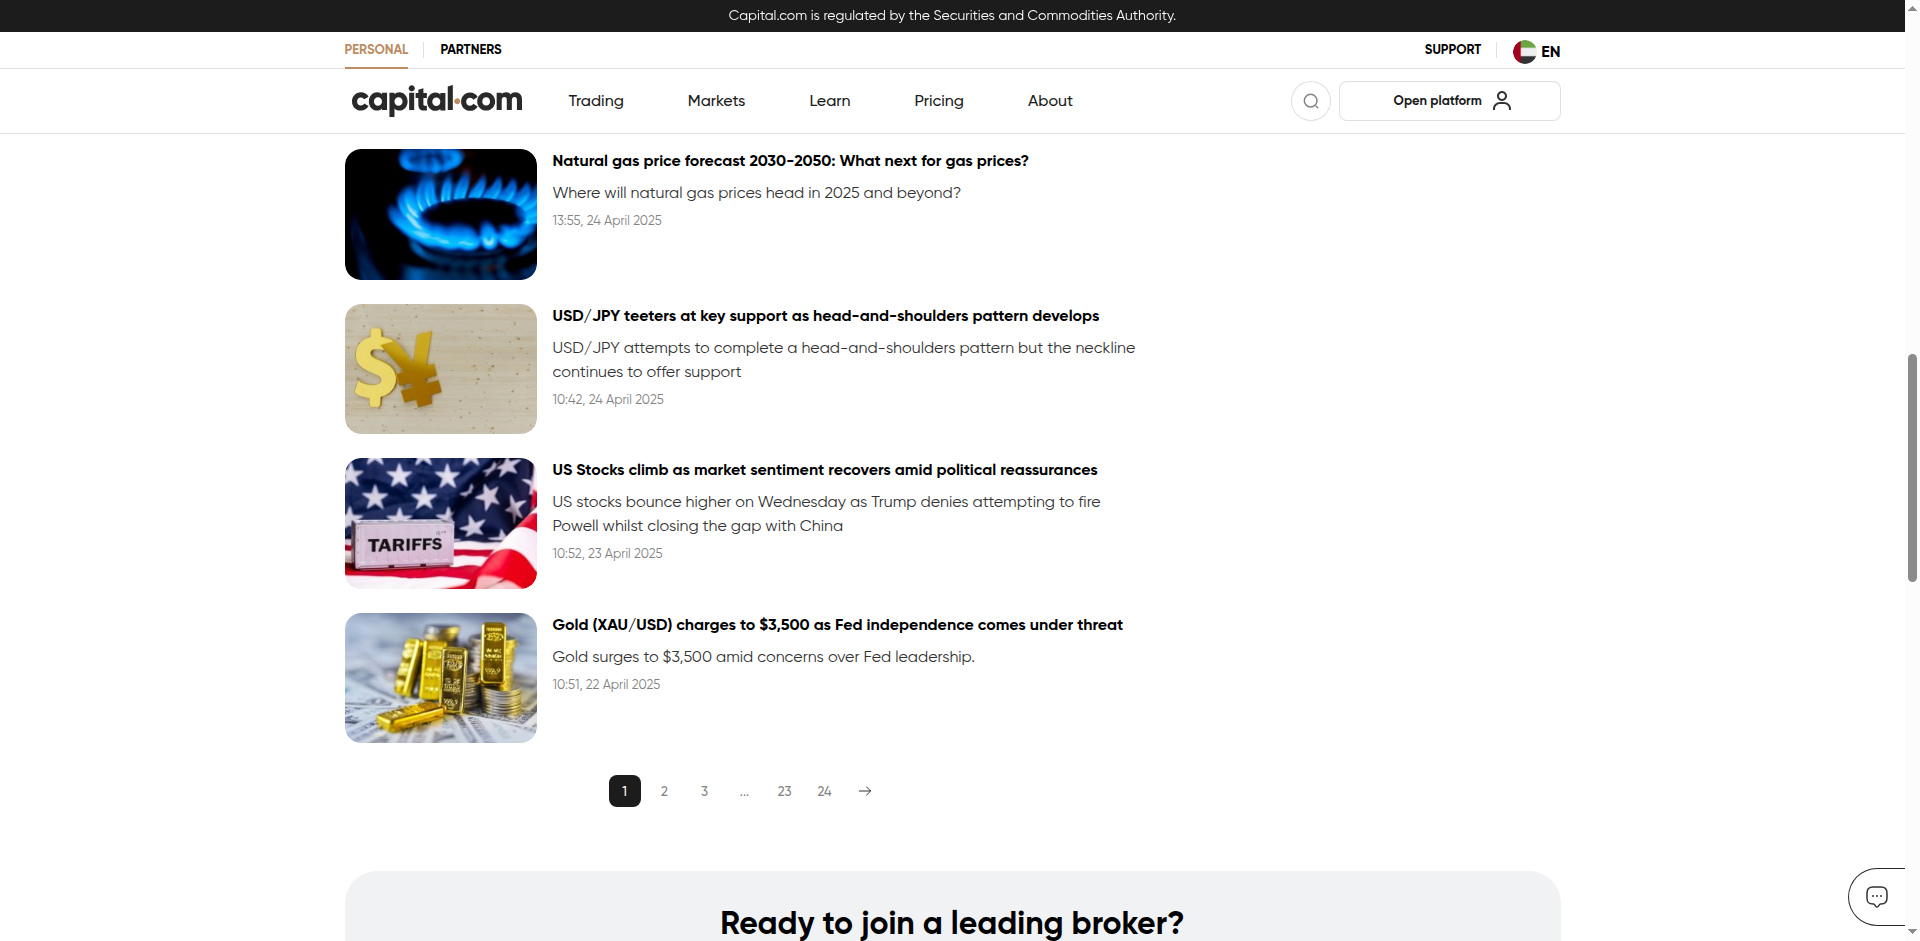 Capital.com is regulated by the Securities and Commodities Authority.
PERSONAL
PARTNERS
SUPPORT
EN
capital.com
Trading
Markets
Learn
Pricing
About
Open platform
Natural gas price forecast 2030-2050: What next for gas prices?
Where will natural gas prices head in 2025 and beyond?
13:55, 24 April 2025
USD/JPY teeters at key support as head-and-shoulders pattern develops
USD/JPY attempts to complete a head-and-shoulders pattern but the neckline
continues to offer support
10:42, 24 April 2025
TARIFFS
US Stocks climb as market sentiment recovers amid political reassurances
US stocks bounce higher on Wednesday as Trump denies attempting to fire
Powell whilst closing the gap with China
10:52, 23 April 2025
Gold (XAU/USD) charges to $3,500 as Fed independence comes under threat
Gold surges to $3,500 amid concerns over Fed leadership.
10:51, 22 April 2025
1 2 3 ... 23 24
Ready to join a leading broker?